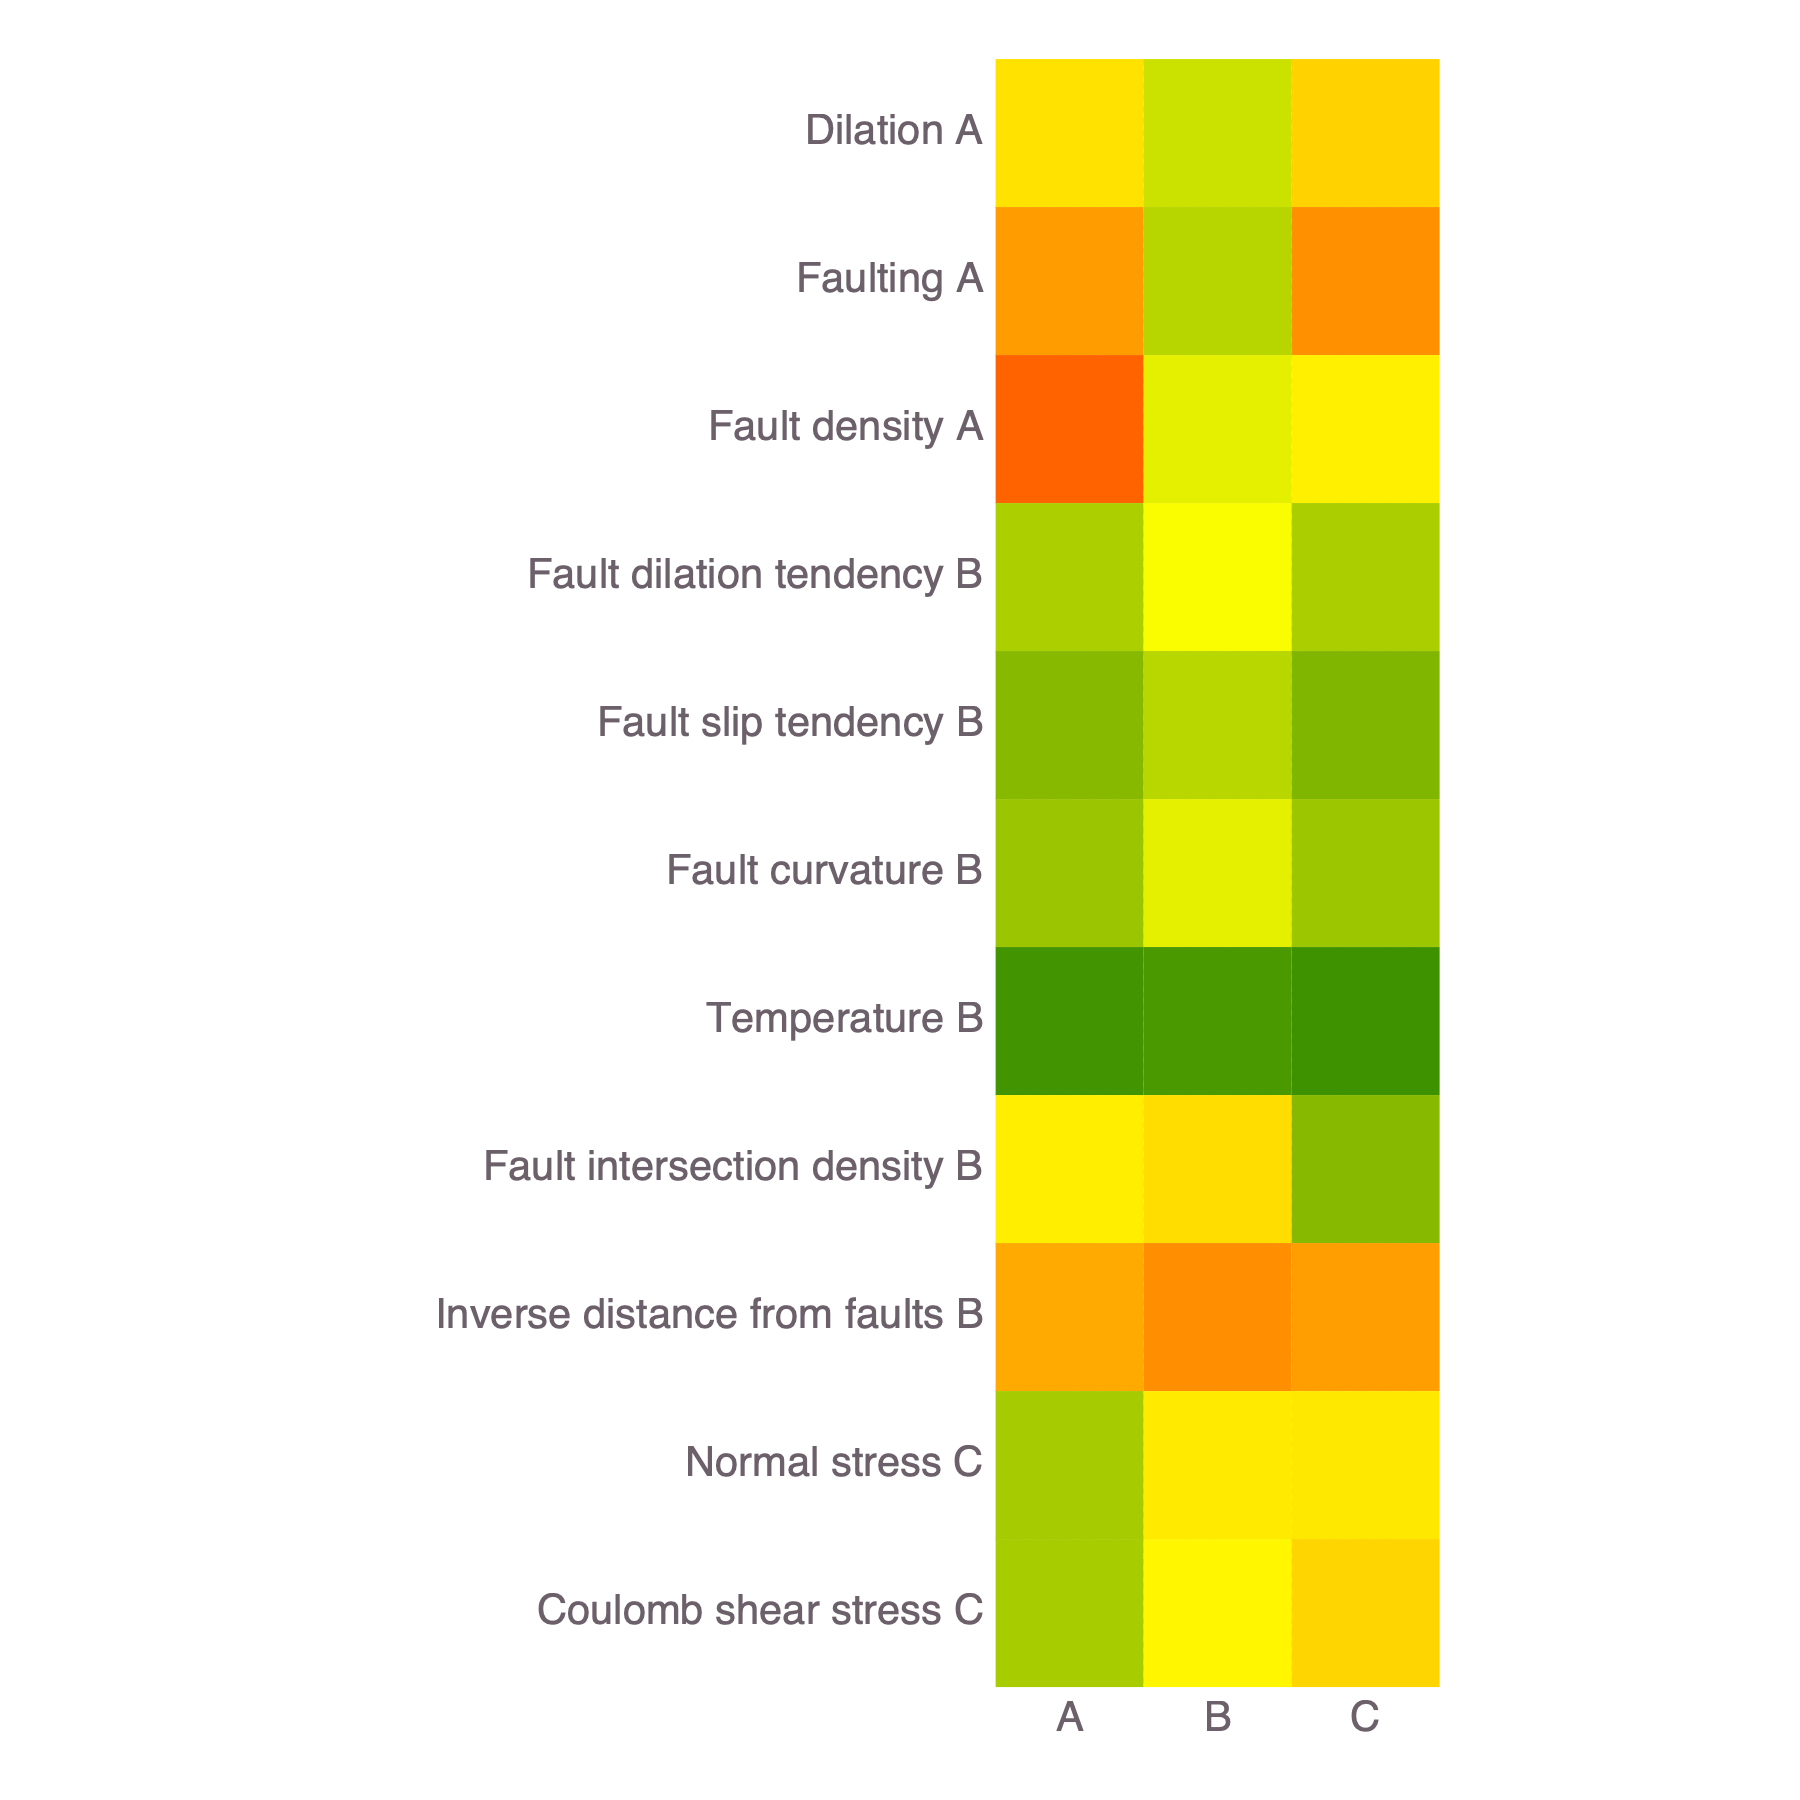 Dilation A
Faulting A
Fault density A
Fault dilation tendency B
Fault slip tendency B
Fault curvature B
Temperature B
Fault intersection density B
Inverse distance from faults B
Normal stress C
Coulomb shear stress C
A B C